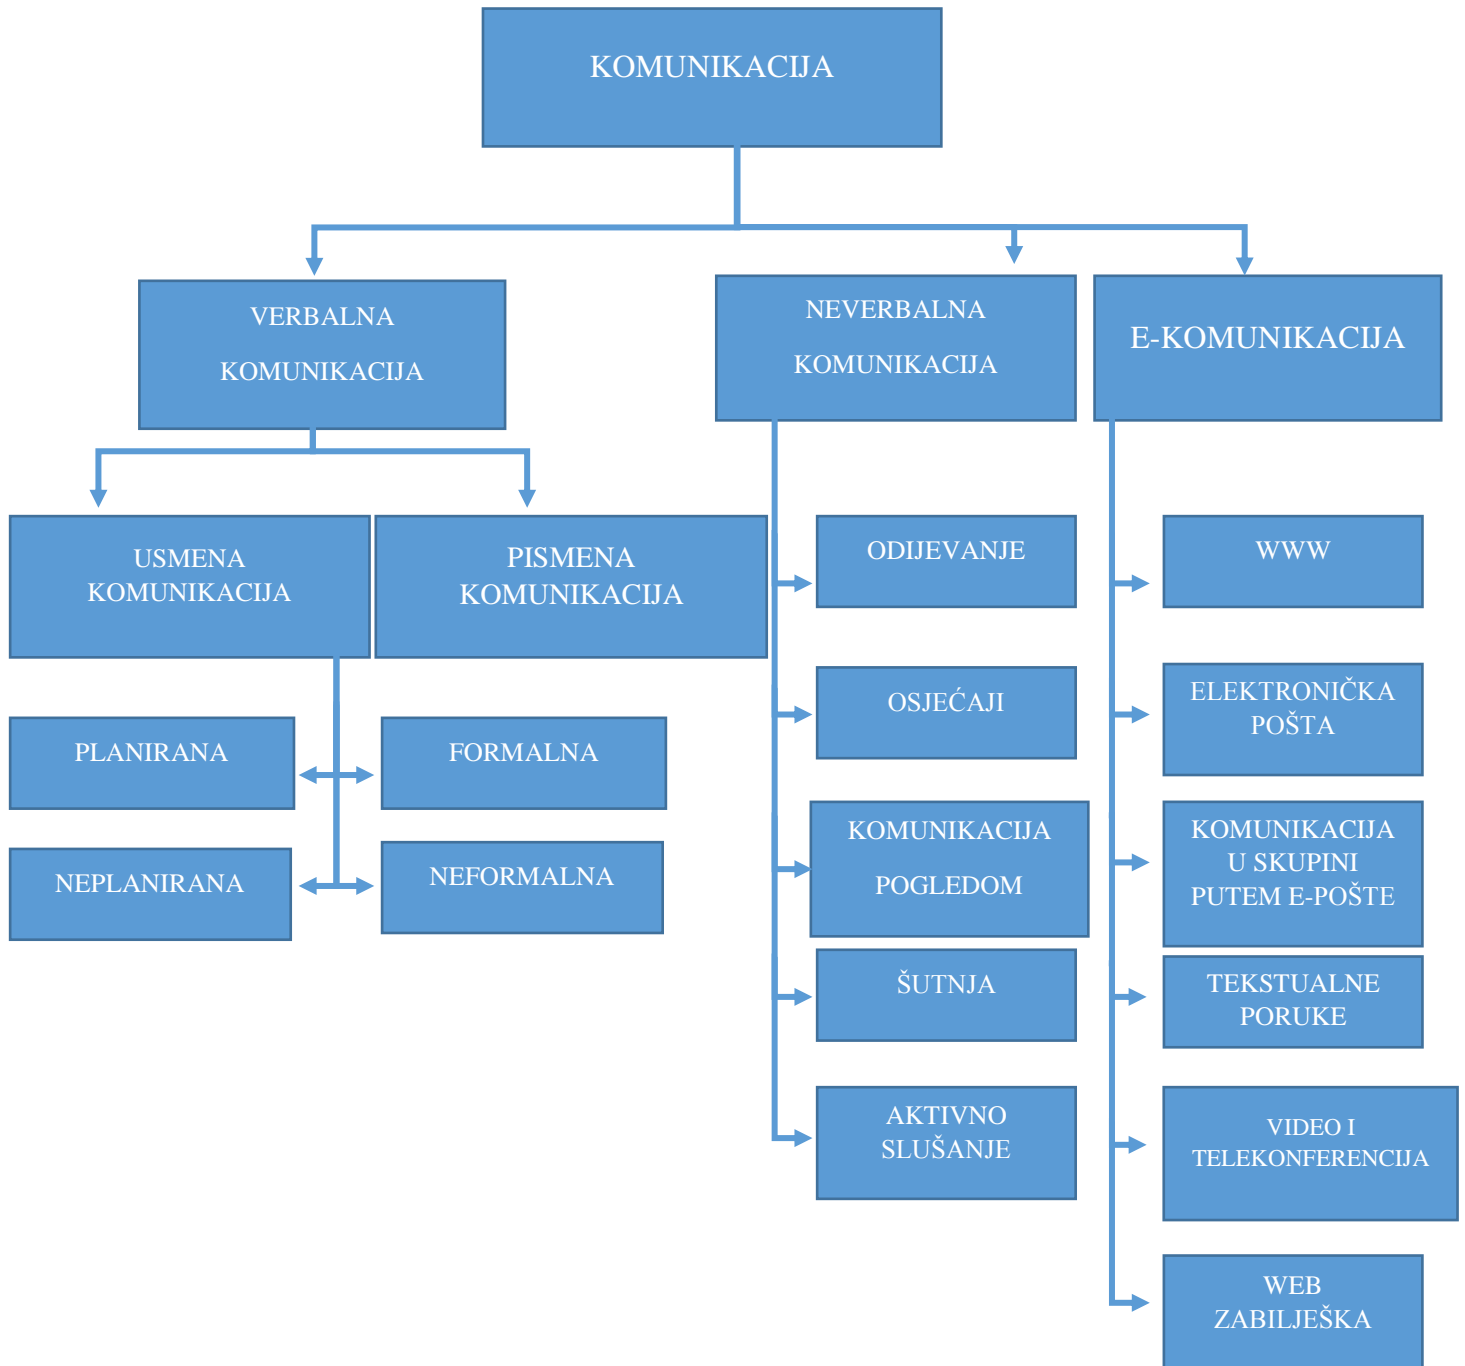 KOMUNIKACIJA
VERBALNA
KOMUNIKACIJA
NEVERBALNA
KOMUNIKACIJA
E-KOMUNIKACIJA
USMENA
KOMUNIKACIJA
PISMENA
KOMUNIKACIJA
PLANIRANA
FORMALNA
NEPLANIRANA
NEFORMALNA
ODIJEVANJE
OSJEĆAJI
KOMUNIKACIJA
POGLEDOM
ŠUTNJA
AKTIVNO
SLUŠANJE
WWW
ELEKTRONIČKA
POŠTA
KOMUNIKACIJA
U SKUPINI
PUTEM E-POŠTE
TEKSTUALNE
PORUKE
VIDEO I
TELEKONFERENCIJA
WEB
ZABILJEŠKA